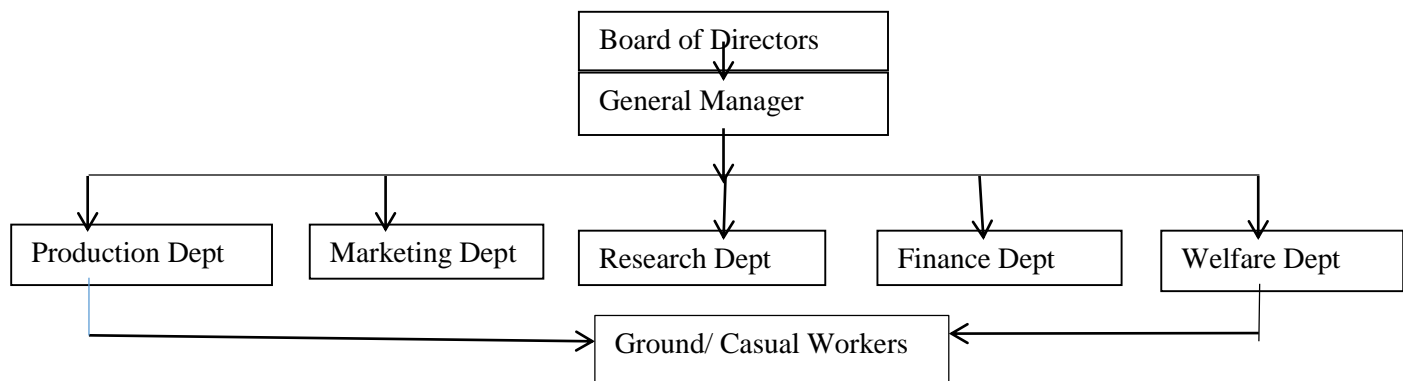 Board of Directors
General Manager
Production Dept
Marketing Dept
Research Dept
Finance Dept
Welfare Dept
Ground/ Casual Workers